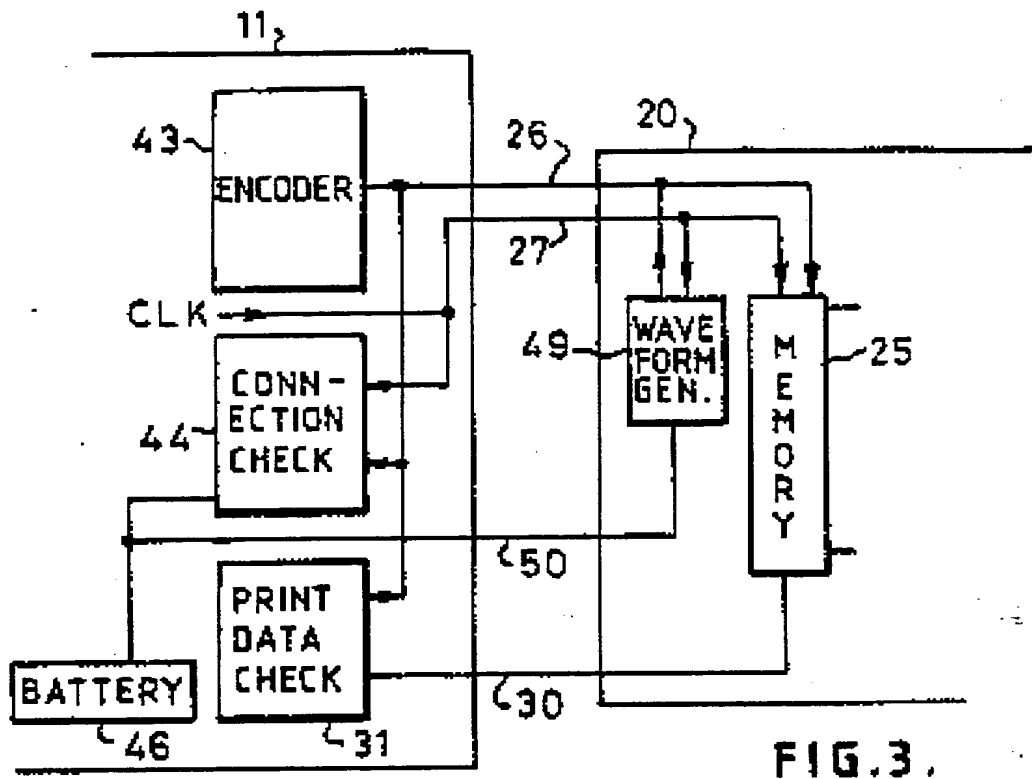 11
43
ENCODER
26
20
27
CLK
49
WAVE
FORM
GEN.
MEMORY
25
44
CONN-
ECTION
CHECK
50
PRINT
DATA
CHECK
BATTERY
46
31
30
FIG.3.